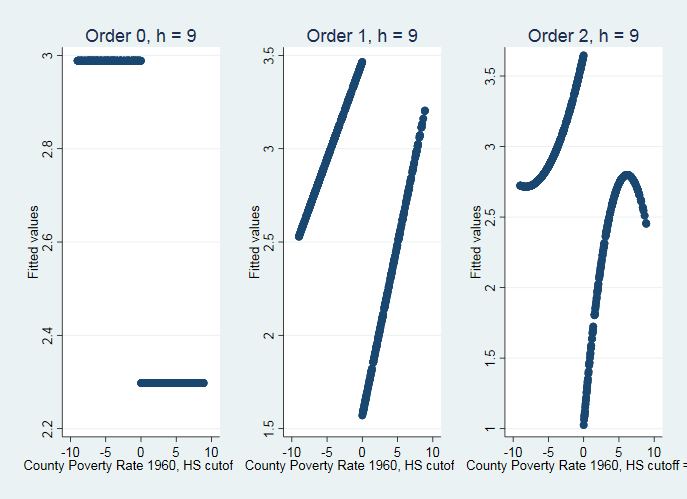 Order 0, h = 9
3
2.8
2.6
2.4
2.2
Fitted values
-10 -5 0 5 10
County Poverty Rate 1960, HS cutof
Order 1, h = 9
3.5
3
2.5
2
1.5
Fitted values
-10 -5 0 5 10
County Poverty Rate 1960, HS cutof
Order 2, h = 9
3.5
3
2.5
2
1.5
1
Fitted values
-10 -5 0 5 10
County Poverty Rate 1960, HS cutoff =